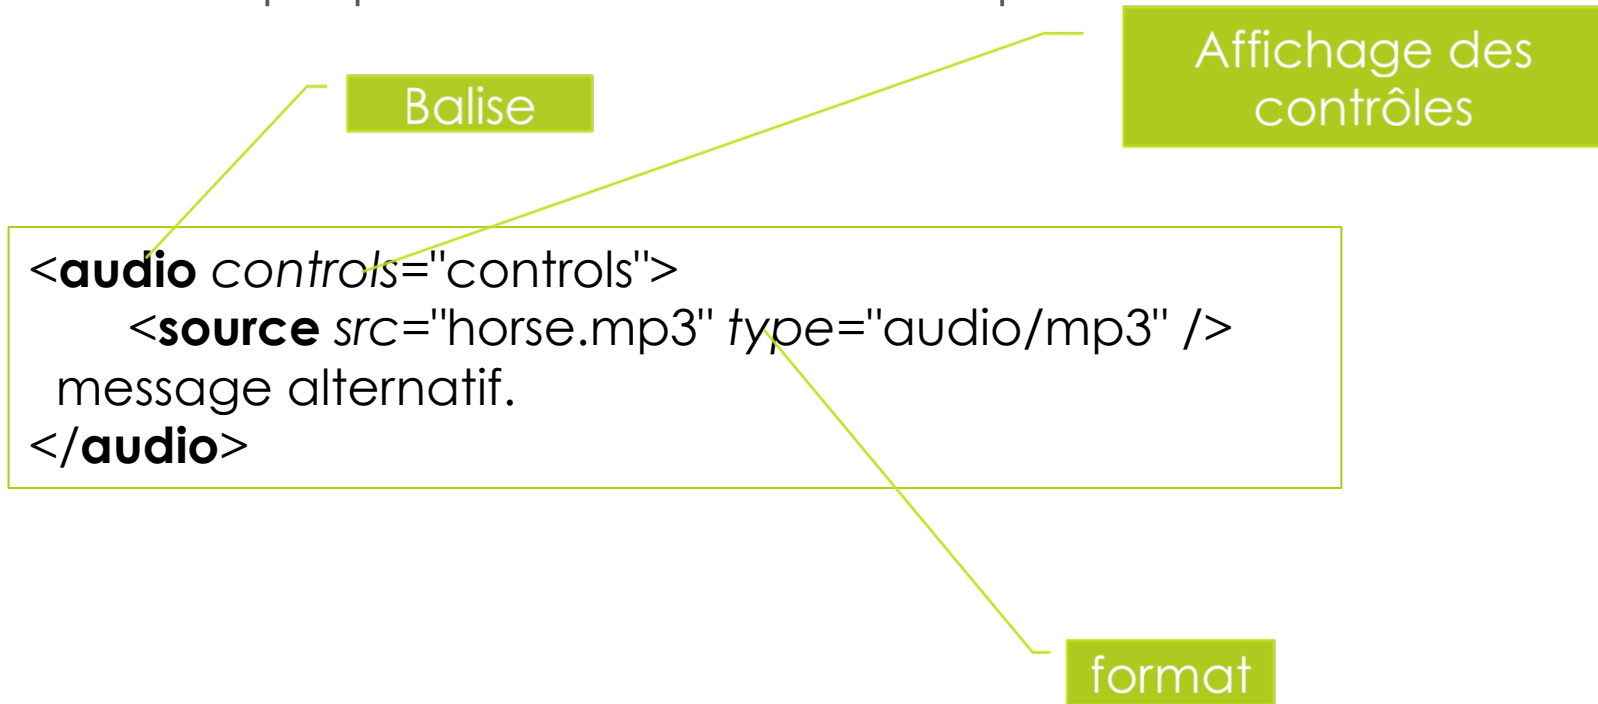 Balise
Affichage des
contrôles
<audio controls="controls">
<source src="horse.mp3" type="audio/mp3" />
message alternatif.
</audio>
format